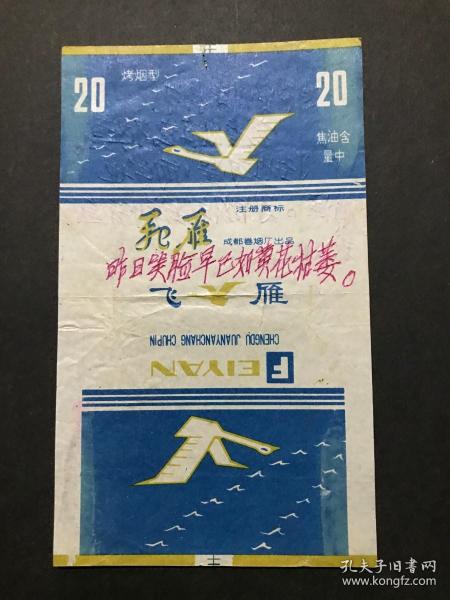 20 烤烟型 20
焦油含
量中
注册商标
飞雁 成都卷烟厂出品
昨日笑脸早已如黄花枯萎。
飞 雁
CHENGDU JUANYANCHANG CHUPIN
FEIYAN
孔夫子旧书网
www.kongfz.com